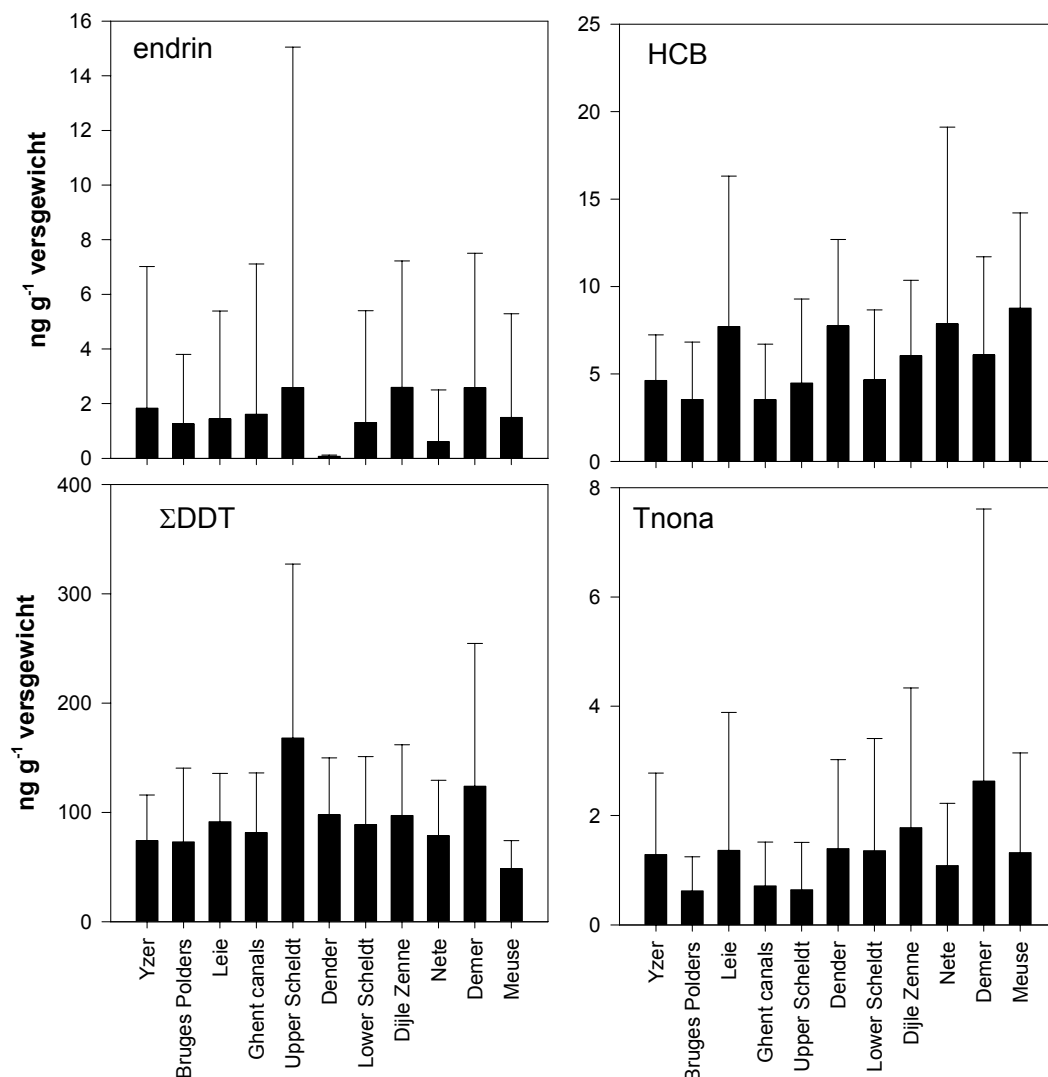 endrin
ng g-1 versgewicht
16
14
12
10
8
6
4
2
0
HCB
25
20
15
10
5
0
ΣDDT
ng g-1 versgewicht
400
300
200
100
0
Yzer
Bruges Polders
Leie
Ghent canals
Upper Scheldt
Dender
Lower Scheldt
Dijle Zenne
Nete
Demer
Meuse
Tnona
8
6
4
2
0
Yzer
Bruges Polders
Leie
Ghent canals
Upper Scheldt
Dender
Lower Scheldt
Dijle Zenne
Nete
Demer
Meuse